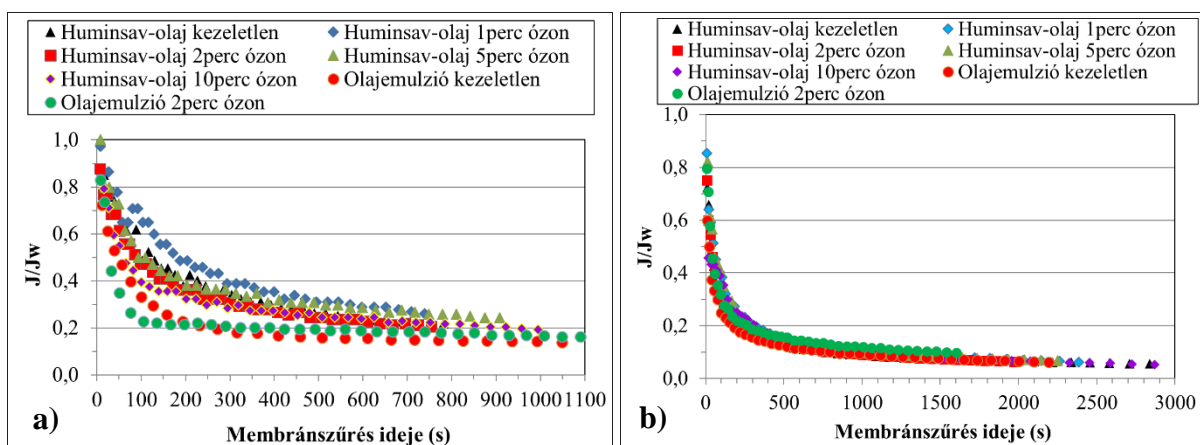 Huminsav-olaj kezeletlen Huminsav-olaj 1perc ózon
Huminsav-olaj 2perc ózon Huminsav-olaj 5perc ózon
Huminsav-olaj 10perc ózon Olajemulzió kezeletlen
Olajemulzió 2perc ózon
1,0
0,8
0,6
0,4
0,2
0,0
J/Jw
0 100 200 300 400 500 600 700 800 900 1000 1100
a)
Membránszűrés ideje (s)
Huminsav-olaj kezeletlen Huminsav-olaj 1perc ózon
Huminsav-olaj 2perc ózon Huminsav-olaj 5perc ózon
Huminsav-olaj 10perc ózon Olajemulzió kezeletlen
Olajemulzió 2perc ózon
1,0
0,8
0,6
0,4
0,2
0,0
J/Jw
0 500 1000 1500 2000 2500 3000
b)
Membránszűrés ideje (s)